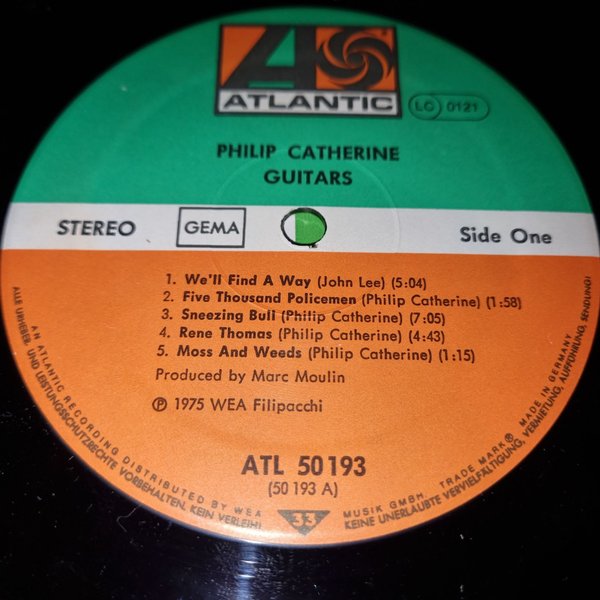 ATLANTIC
LC 0121
PHILIP CATHERINE
GUITARS
STEREO GEMA Side One
1. We'll Find A Way (John Lee) (5:04)
2. Five Thousand Policemen (Philip Catherine) (1:58)
3. Sneezing Bull (Philip Catherine) (7:05)
4. Rene Thomas (Philip Catherine) (4:43)
5. Moss And Weeds (Philip Catherine) (1:15)
Produced by Marc Moulin
℗ 1975 WEA Filipacchi
ATL 50 193
(50 193 A)
33
AN ATLANTIC RECORDING DISTRIBUTED BY WEA MUSIK GMBH. TRADE MARK® MADE IN GERMANY
ALLE URHEBER- UND LEISTUNGSSCHUTZRECHTE VORBEHALTEN. KEIN VERLEIH! KEINE UNERLAUBTE VERVIELFÄLTIGUNG, VERMIETUNG, AUFFÜHRUNG, SENDUNG!